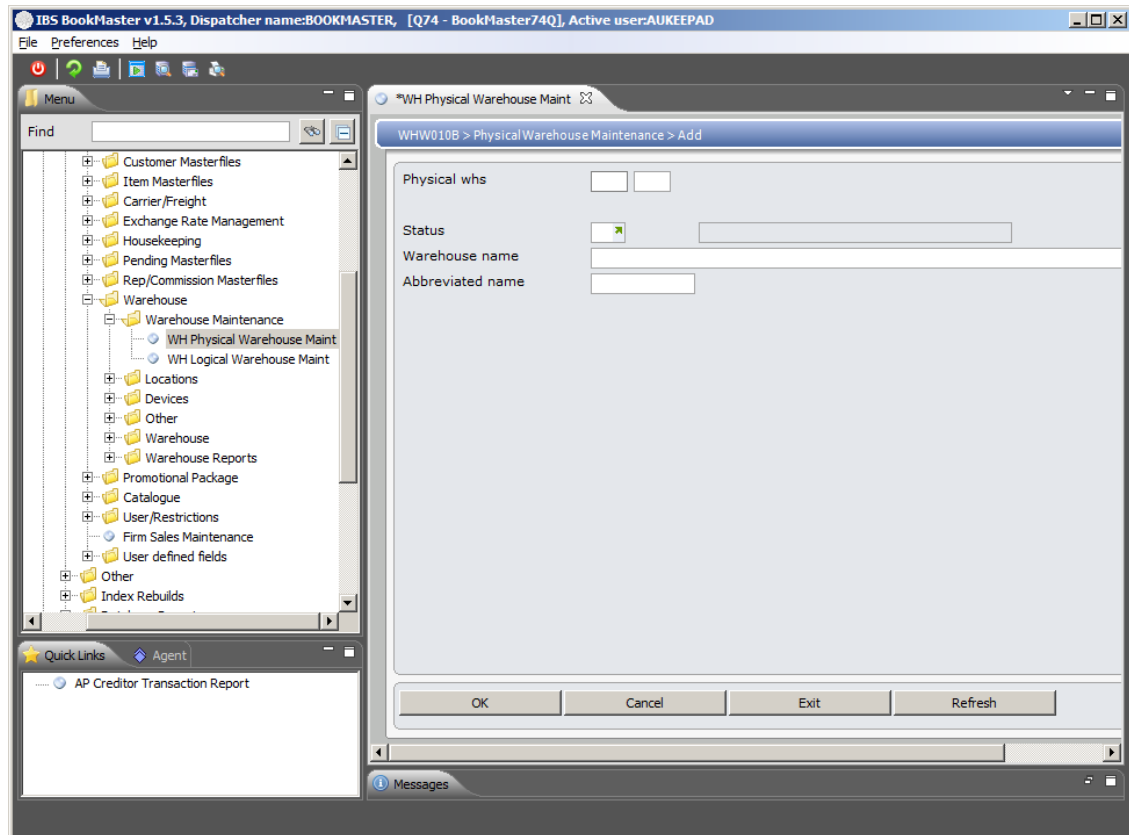 IBS BookMaster v1.5.3, Dispatcher name:BOOKMASTER, [Q74 - BookMaster74Q], Active user:AUKEEPAD
File Preferences Help
Menu
Find
Customer Masterfiles
Item Masterfiles
Carrier/Freight
Exchange Rate Management
Housekeeping
Pending Masterfiles
Rep/Commission Masterfiles
Warehouse
Warehouse Maintenance
WH Physical Warehouse Maint
WH Logical Warehouse Maint
Locations
Devices
Other
Warehouse
Warehouse Reports
Promotional Package
Catalogue
User/Restrictions
Firm Sales Maintenance
User defined fields
Other
Index Rebuilds
Quick Links Agent
AP Creditor Transaction Report
*WH Physical Warehouse Maint
WHW010B > Physical Warehouse Maintenance > Add
Physical whs
Status
Warehouse name
Abbreviated name
OK Cancel Exit Refresh
Messages